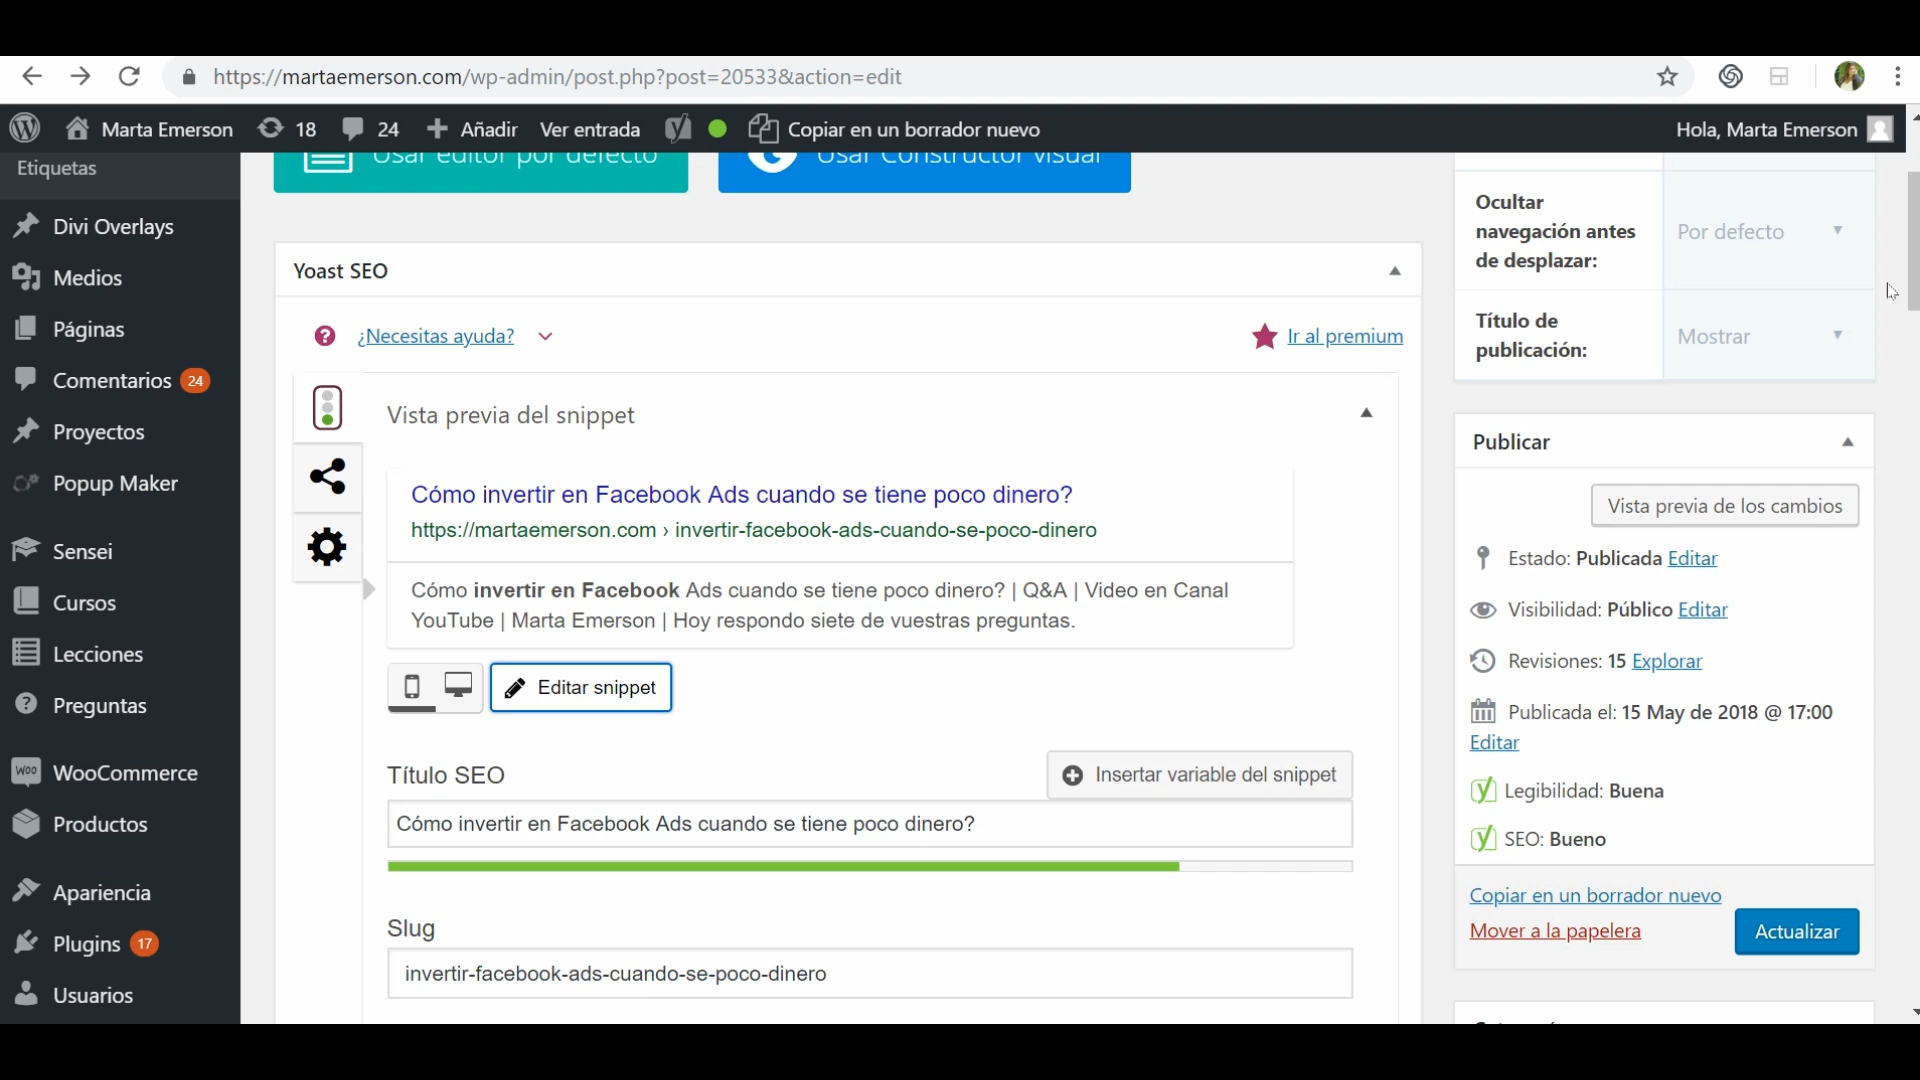 https://martaemerson.com/wp-admin/post.php?post=20533&action=edit
Marta Emerson 18 24 Añadir Ver entrada Copiar en un borrador nuevo Hola, Marta Emerson
Etiquetas
Divi Overlays
Medios
Páginas
Comentarios 24
Proyectos
Popup Maker
Sensei
Cursos
Lecciones
Preguntas
WOO WooCommerce
Productos
Apariencia
Plugins 17
Usuarios
Usar editor por defecto
Usar Constructor visual
Yoast SEO
¿Necesitas ayuda?
Ir al premium
Vista previa del snippet
Cómo invertir en Facebook Ads cuando se tiene poco dinero?
https://martaemerson.com › invertir-facebook-ads-cuando-se-poco-dinero
Cómo invertir en Facebook Ads cuando se tiene poco dinero? | Q&A | Video en Canal
YouTube | Marta Emerson | Hoy respondo siete de vuestras preguntas.
Editar snippet
Título SEO
Insertar variable del snippet
Cómo invertir en Facebook Ads cuando se tiene poco dinero?
Slug
invertir-facebook-ads-cuando-se-poco-dinero
Ocultar
navegación antes
de desplazar:
Por defecto
Título de
publicación:
Mostrar
Publicar
Vista previa de los cambios
Estado: Publicada Editar
Visibilidad: Público Editar
Revisiones: 15 Explorar
Publicada el: 15 May de 2018 @ 17:00
Editar
Legibilidad: Buena
SEO: Bueno
Copiar en un borrador nuevo
Mover a la papelera
Actualizar